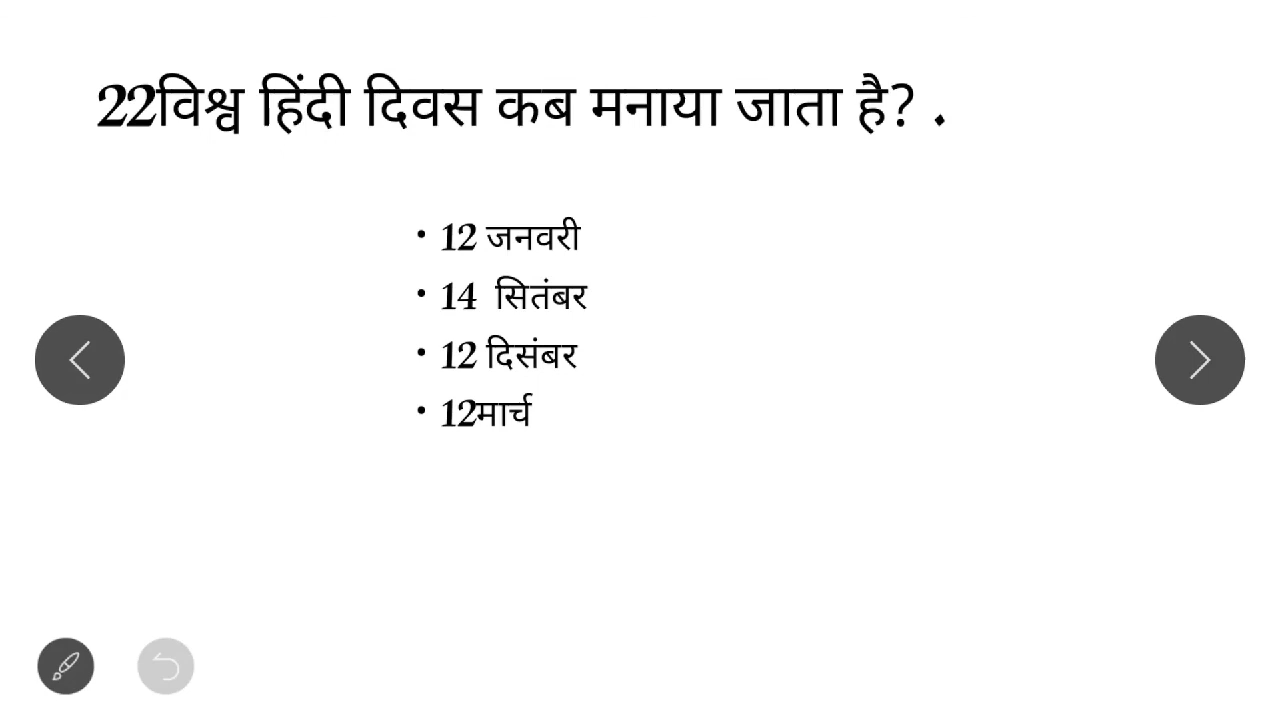 22विश्व हिंदी दिवस कब मनाया जाता है? .
• 12 जनवरी
• 14 सितंबर
• 12 दिसंबर
• 12मार्च